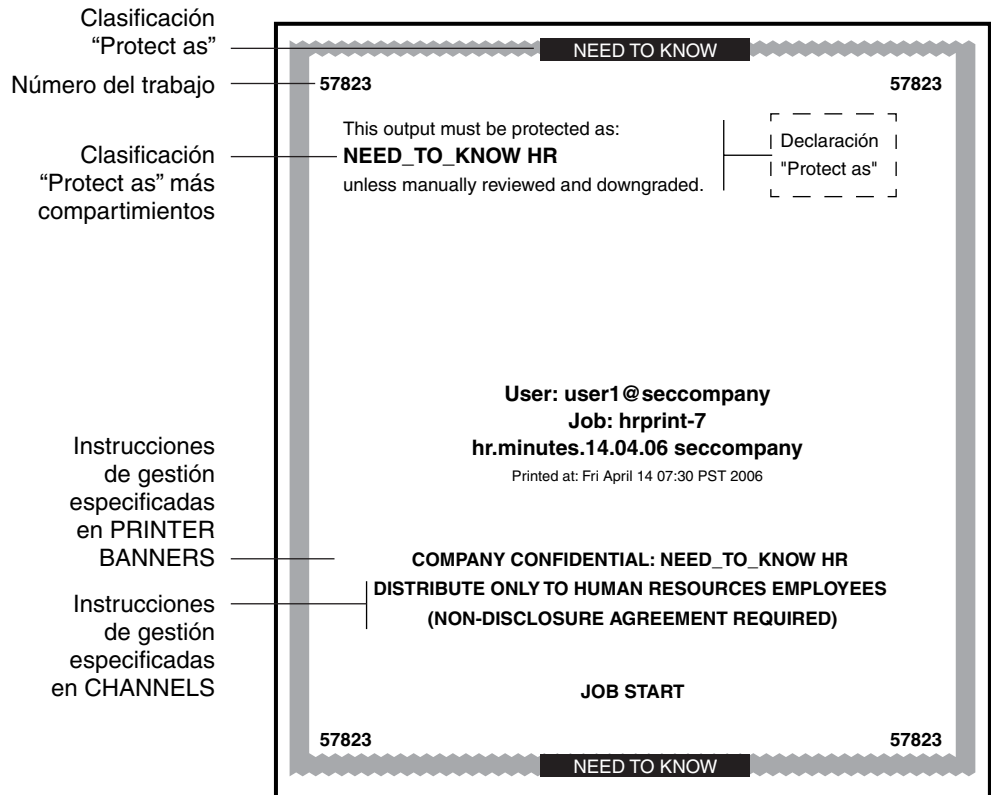 Clasificación
“Protect as”
NEED TO KNOW
Número del trabajo
57823
57823
This output must be protected as:
NEED_TO_KNOW HR
unless manually reviewed and downgraded.
Declaración
"Protect as"
Clasificación
“Protect as” más
compartimientos
User: user1@seccompany
Job: hrprint-7
hr.minutes.14.04.06 seccompany
Printed at: Fri April 14 07:30 PST 2006
Instrucciones
de gestión
especificadas
en PRINTER
BANNERS
COMPANY CONFIDENTIAL: NEED_TO_KNOW HR
DISTRIBUTE ONLY TO HUMAN RESOURCES EMPLOYEES
(NON-DISCLOSURE AGREEMENT REQUIRED)
Instrucciones
de gestión
especificadas
en CHANNELS
JOB START
57823
57823
NEED TO KNOW